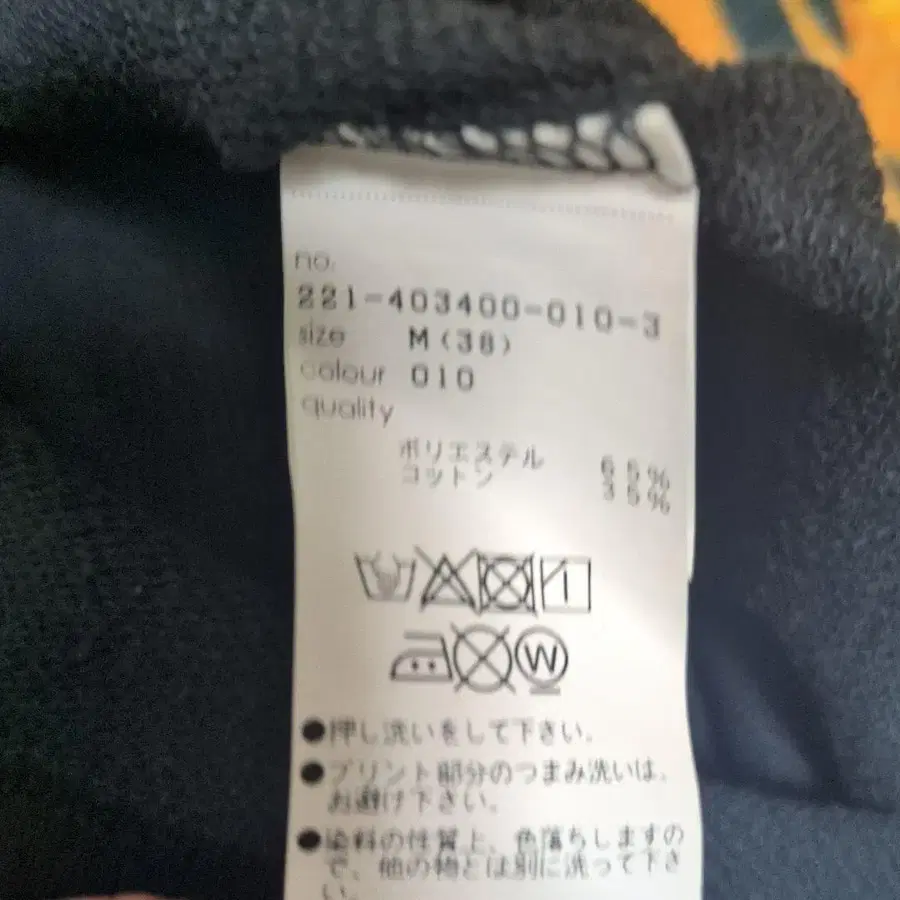 no.
221-403400-010-3
size M(38)
colour 010
quality
ポリエステル 65%
コットン 35%
W
●押し洗いをして下さい。
●プリント部分のつまみ洗いは、
お避け下さい。
●染料の性質上、色落ちしますの
で、他の物とは別に洗って下さ
い。